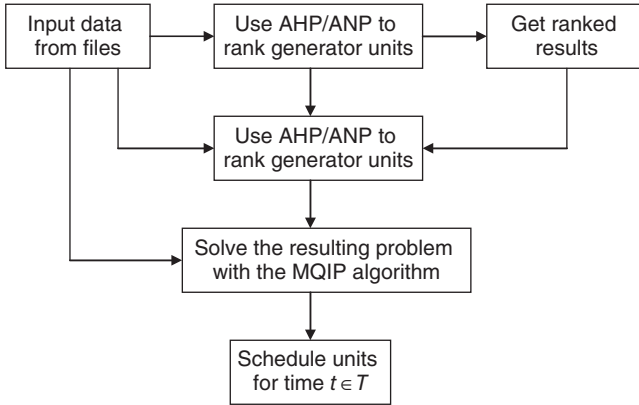 Input data
from files
Use AHP/ANP to
rank generator units
Get ranked
results
Use AHP/ANP to
rank generator units
Solve the resulting problem
with the MQIP algorithm
Schedule units
for time t ∈ T